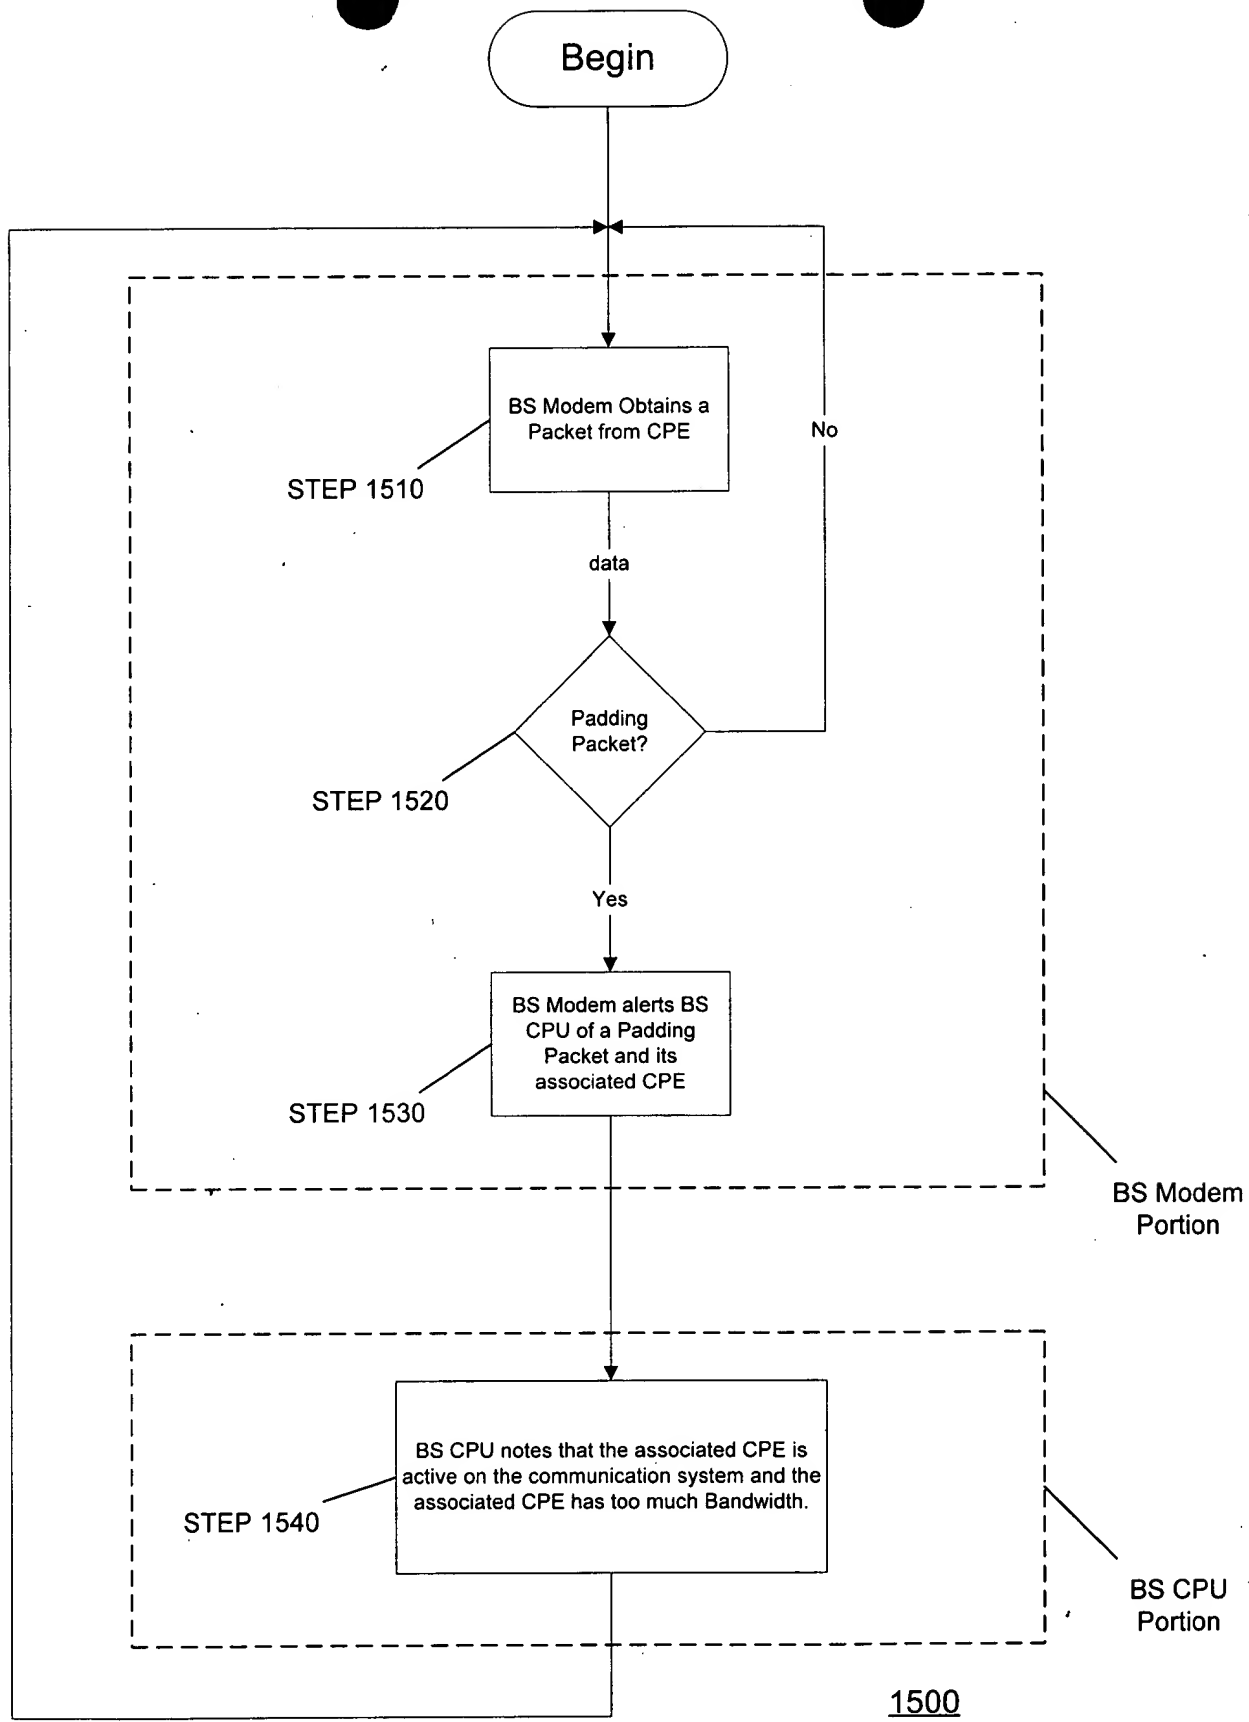 Begin
BS Modem Obtains a
Packet from CPE
No
STEP 1510
data
Padding
Packet?
STEP 1520
Yes
BS Modem alerts BS
CPU of a Padding
Packet and its
associated CPE
STEP 1530
BS Modem
Portion
BS CPU notes that the associated CPE is
active on the communication system and the
associated CPE has too much Bandwidth.
STEP 1540
BS CPU
Portion
1500